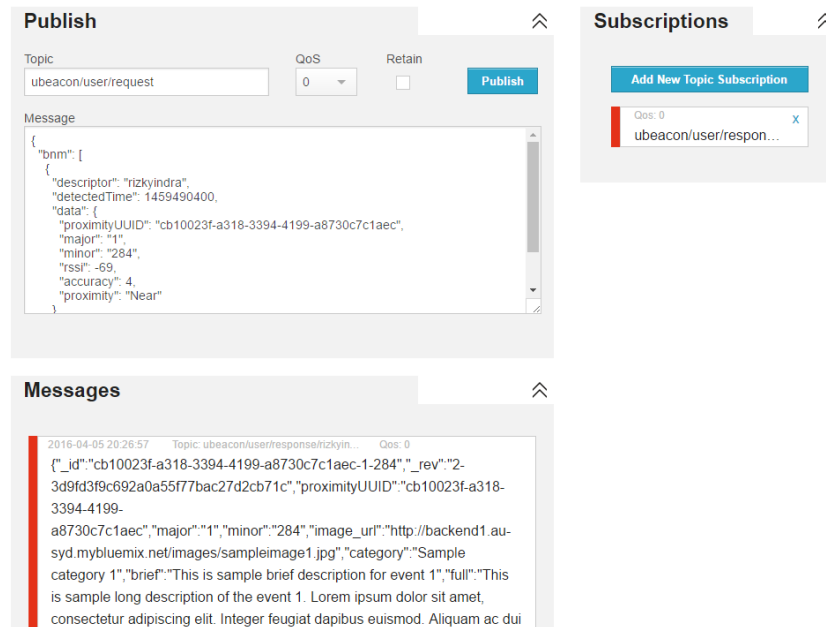 Publish
Topic
QoS
Retain
ubeacon/user/request
0
Publish
Message
{
"bnm": [
{
"descriptor": "rizkyindra",
"detectedTime": 1459490400,
"data": {
"proximityUUID": "cb10023f-a318-3394-4199-a8730c7c1aec",
"major": "1",
"minor": "284",
"rssi": -69,
"accuracy": 4,
"proximity": "Near"
}
Subscriptions
Add New Topic Subscription
Qos: 0
x
ubeacon/user/respon…
Messages
2016-04-05 20:26:57 Topic: ubeacon/user/response/rizkyin… Qos: 0
{"_id":"cb10023f-a318-3394-4199-a8730c7c1aec-1-284","_rev":"2-
3d9fd3f9c692a0a55f77bac27d2cb71c","proximityUUID":"cb10023f-a318-
3394-4199-
a8730c7c1aec","major":"1","minor":"284","image_url":"http://backend1.au-
syd.mybluemix.net/images/sampleimage1.jpg","category":"Sample
category 1","brief":"This is sample brief description for event 1","full":"This
is sample long description of the event 1. Lorem ipsum dolor sit amet,
consectetur adipiscing elit. Integer feugiat dapibus euismod. Aliquam ac dui